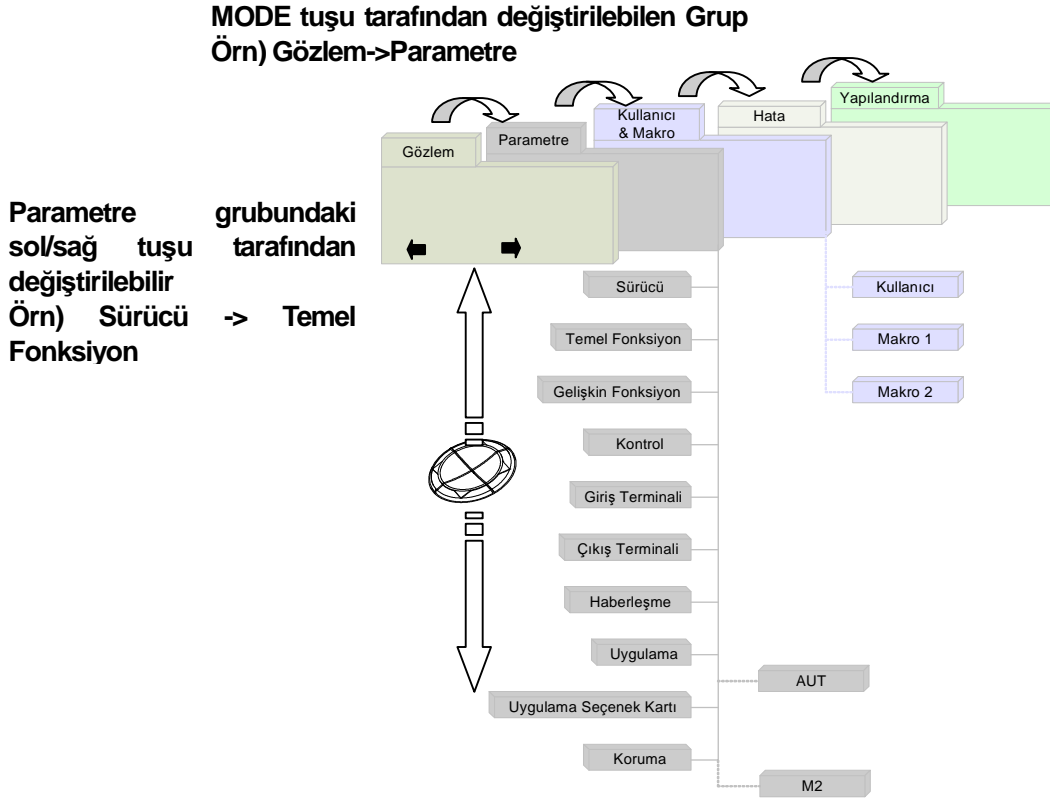 MODE tuşu tarafından değiştirilebilen Grup
Örn) Gözlem->Parametre
Gözlem
Parametre
Kullanıcı
& Makro
Hata
Yapılandırma
Parametre grubundaki
sol/sağ tuşu tarafından
değiştirilebilir
Örn) Sürücü -> Temel
Fonksiyon
Sürücü
Temel Fonksiyon
Gelişkin Fonksiyon
Kontrol
Giriş Terminali
Çıkış Terminali
Haberleşme
Uygulama
Uygulama Seçenek Kartı
Koruma
Kullanıcı
Makro 1
Makro 2
AUT
M2